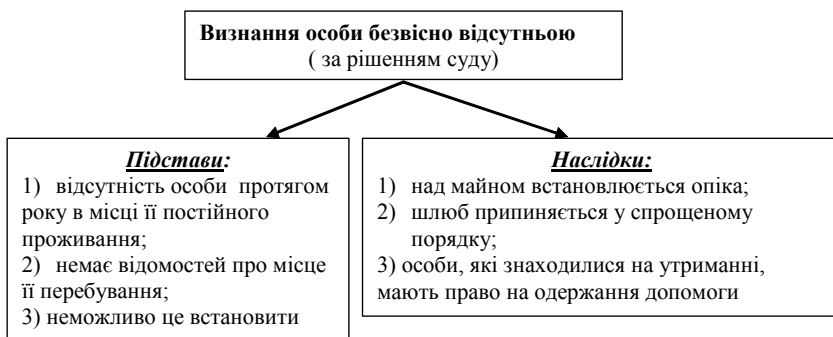 Визнання особи безвісно відсутньою
( за рішенням суду)
Підстави:
1) відсутність особи протягом
року в місці її постійного
проживання;
2) немає відомостей про місце
її перебування;
3) неможливо це встановити
Наслідки:
1) над майном встановлюється опіка;
2) шлюб припиняється у спрощеному
порядку;
3) особи, які знаходилися на утриманні,
мають право на одержання допомоги